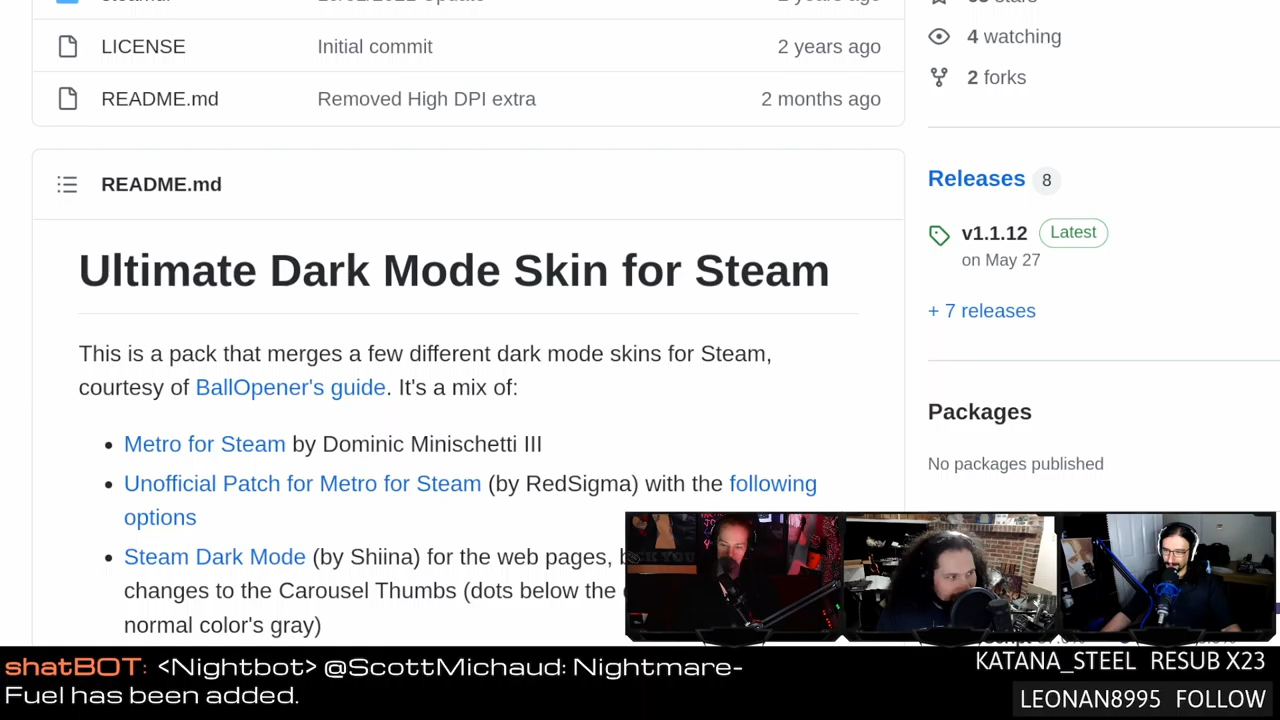 LICENSE Initial commit 2 years ago
README.md Removed High DPI extra 2 months ago
README.md
Ultimate Dark Mode Skin for Steam
This is a pack that merges a few different dark mode skins for Steam,
courtesy of BallOpener's guide. It's a mix of:
Metro for Steam by Dominic Minischetti III
Unofficial Patch for Metro for Steam (by RedSigma) with the following
options
Steam Dark Mode (by Shiina) for the web pages,
changes to the Carousel Thumbs (dots below the
normal color's gray)
4 watching
2 forks
Releases 8
v1.1.12 Latest
on May 27
+ 7 releases
Packages
No packages published
shatBOT: <Nightbot> @ScottMichaud: Nightmare-
Fuel has been added.
KATANA_STEEL RESUB X23
LEONAN8995 FOLLOW